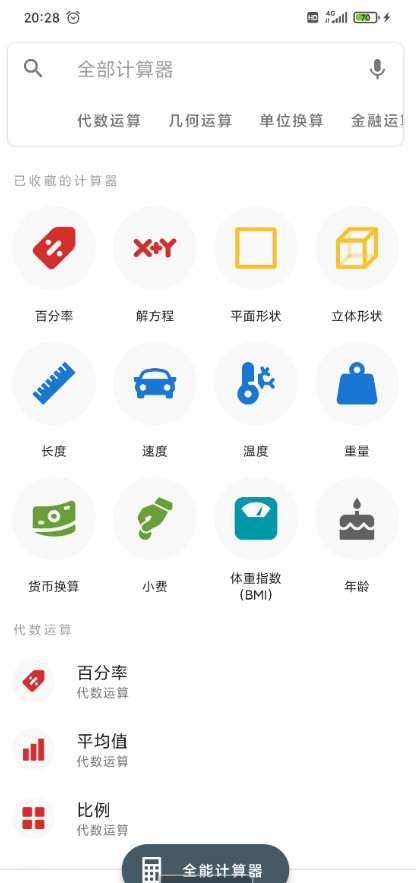 20:28
HD 4G 70
全部计算器
代数运算 几何运算 单位换算 金融运
已收藏的计算器
百分率 解方程 平面形状 立体形状
X+Y
长度 速度 温度 重量
货币换算 小费 体重指数 年龄
(BMI)
代数运算
百分率
代数运算
平均值
代数运算
比例
代数运算
全能计算器